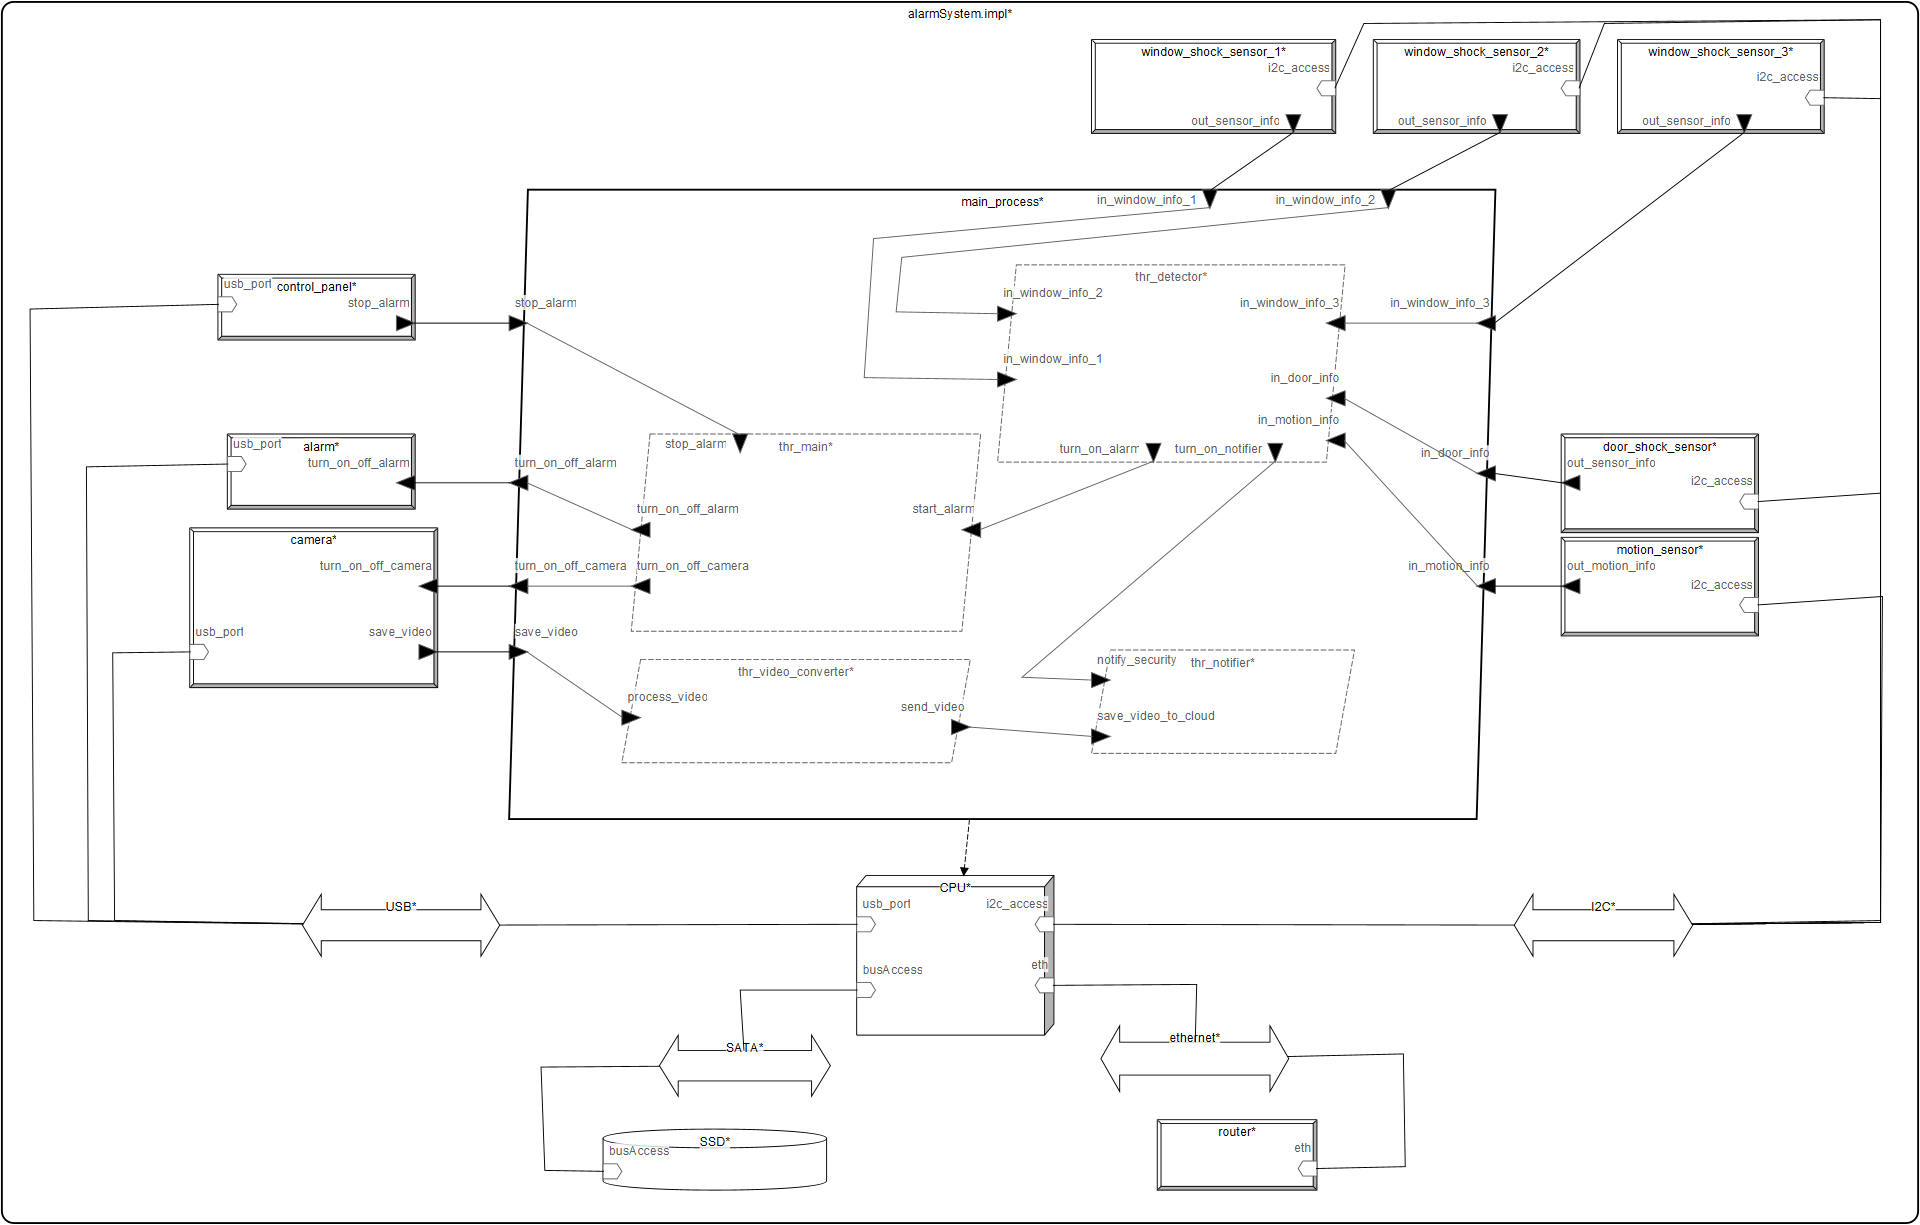 alarmSystem.impl*
window_shock_sensor_1*
i2c_access
out_sensor_info
window_shock_sensor_2*
i2c_access
out_sensor_info
window_shock_sensor_3*
i2c_access
out_sensor_info
main_process*
in_window_info_1
in_window_info_2
usb_port
control_panel*
stop_alarm
stop_alarm
thr_detector*
in_window_info_2
in_window_info_3
in_window_info_3
in_window_info_1
in_door_info
in_motion_info
turn_on_alarm
turn_on_notifier
usb_port
alarm*
turn_on_off_alarm
turn_on_off_alarm
stop_alarm
thr_main*
turn_on_off_alarm
start_alarm
turn_on_off_camera
in_door_info
in_motion_info
door_shock_sensor*
out_sensor_info
i2c_access
motion_sensor*
out_motion_info
i2c_access
camera*
turn_on_off_camera
turn_on_off_camera
usb_port
save_video
save_video
thr_video_converter*
process_video
send_video
notify_security
thr_notifier*
save_video_to_cloud
CPU*
usb_port
i2c_access
busAccess
eth
USB*
I2C*
SATA*
ethernet*
SSD*
busAccess
router*
eth